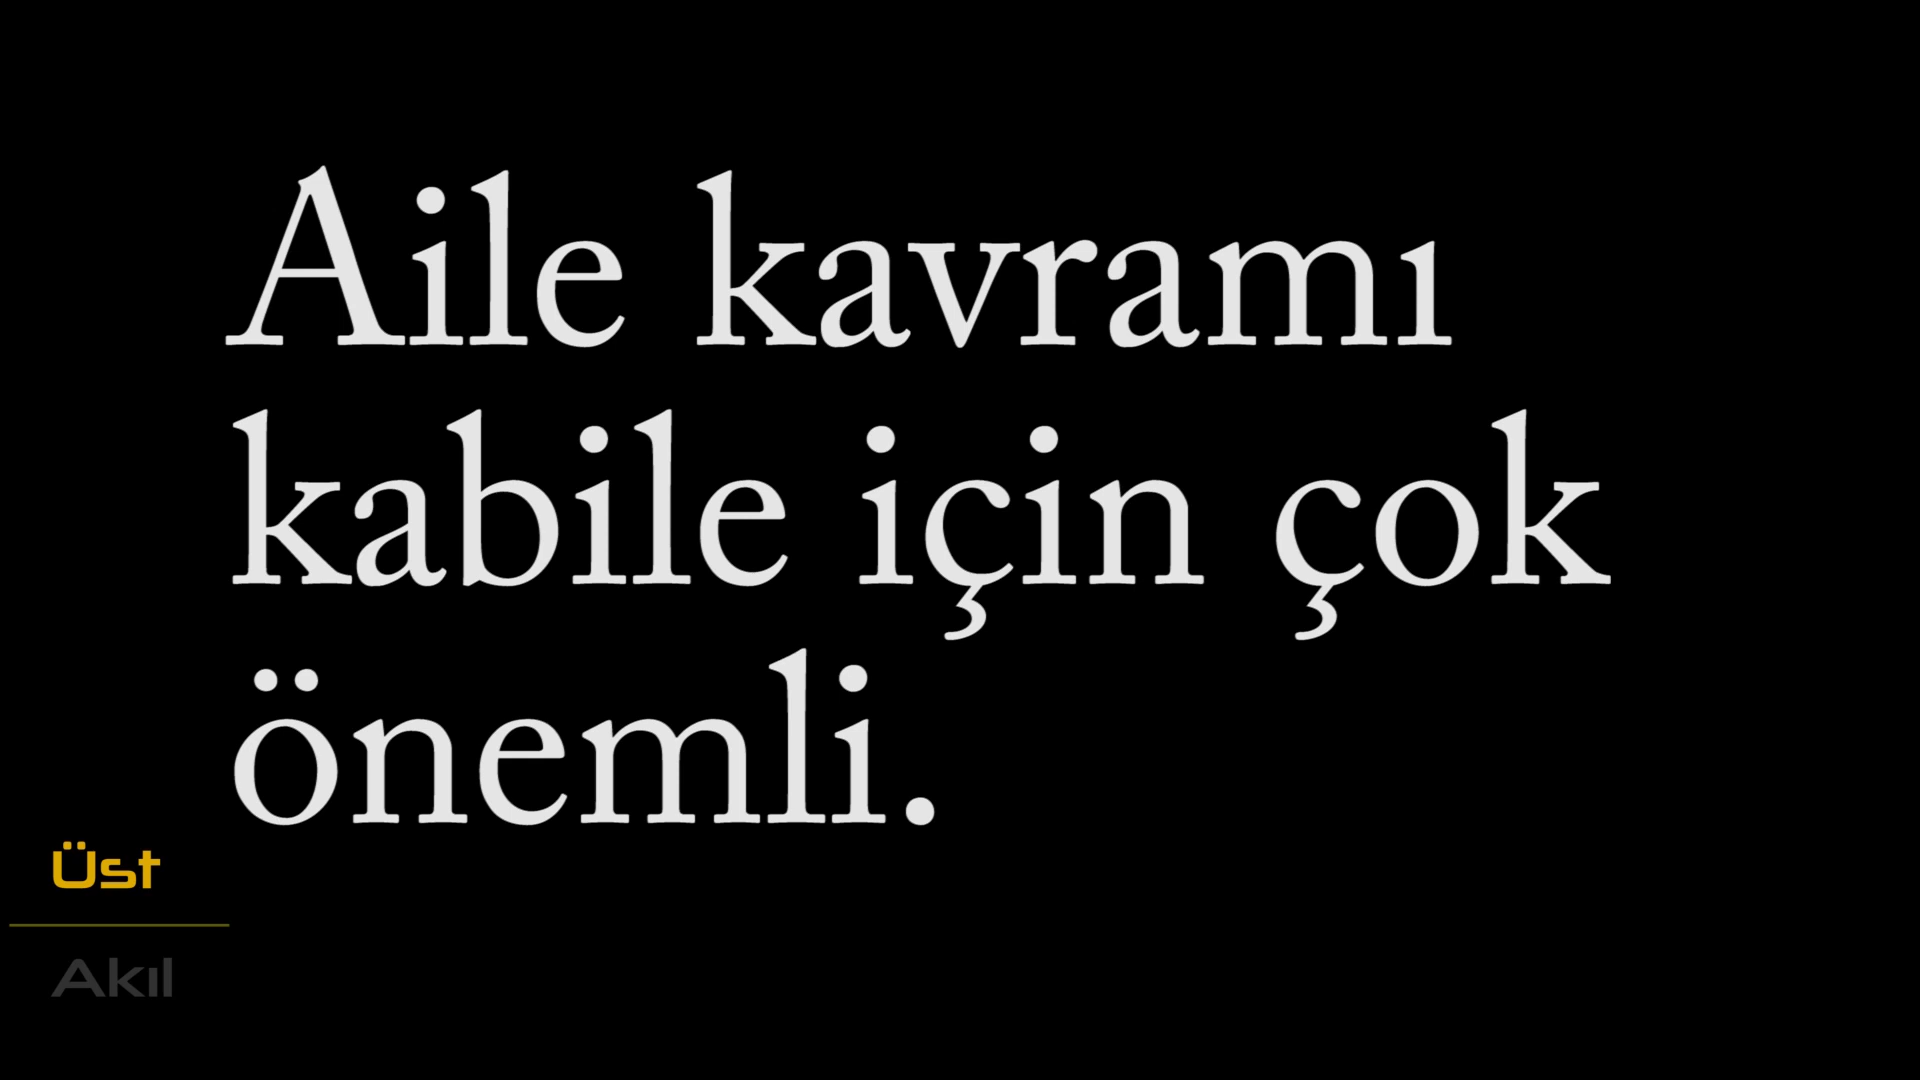 Aile kavramı
kabile için çok
önemli.
Üst
Akıl